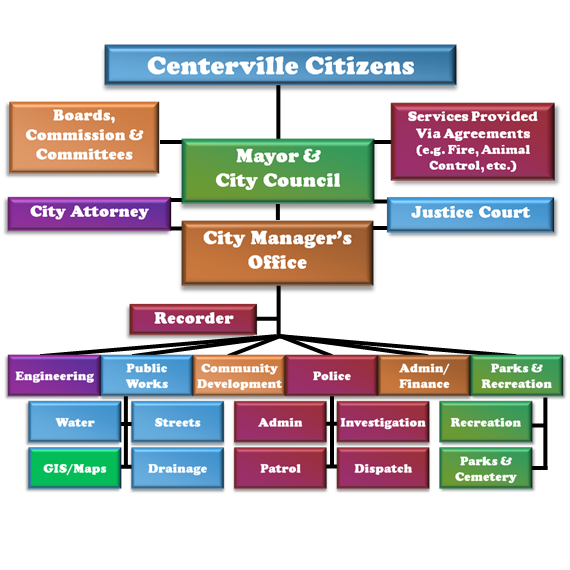 Centerville Citizens
Boards,
Commission &
Committees
Services Provided
Via Agreements
(e.g. Fire, Animal
Control, etc.)
Mayor &
City Council
City Attorney
Justice Court
City Manager's
Office
Recorder
Engineering
Public
Works
Community
Development
Police
Admin/
Finance
Parks &
Recreation
Water
Streets
Admin
Investigation
Recreation
GIS/Maps
Drainage
Patrol
Dispatch
Parks &
Cemetery